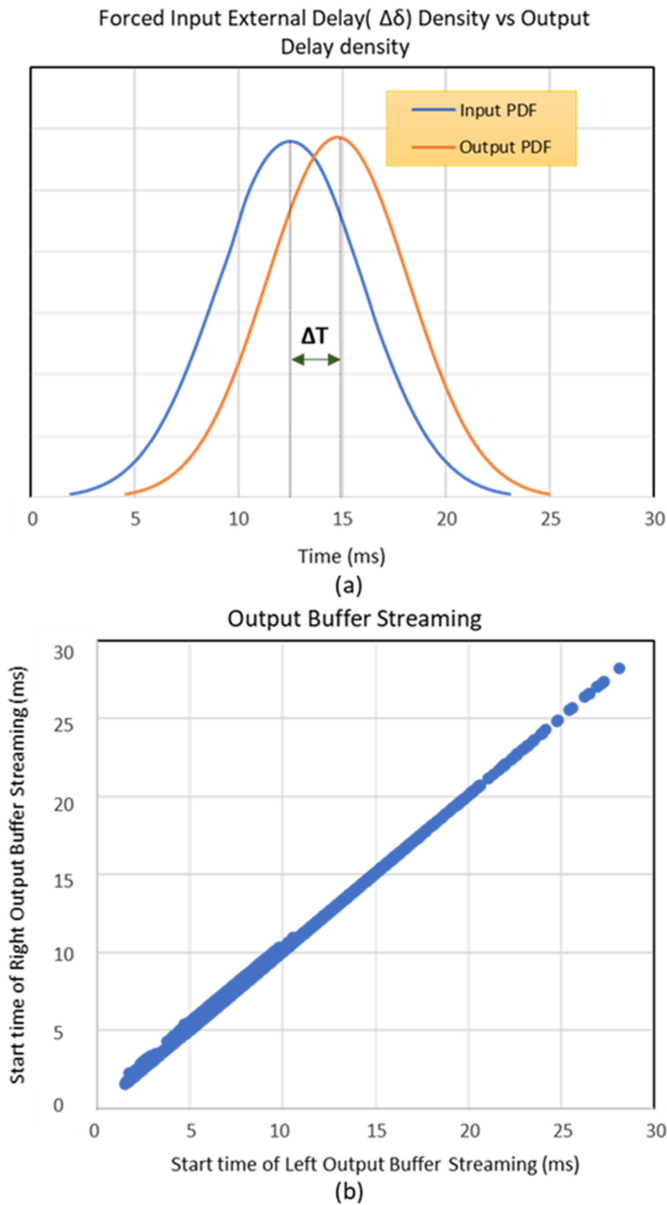 Forced Input External Delay( Δδ) Density vs Output
Delay density
Input PDF
Output PDF
ΔT
0 5 10 15 20 25 30
Time (ms)
(a)
Output Buffer Streaming
Start time of Right Output Buffer Streaming (ms)
30
25
20
15
10
5
0
0 5 10 15 20 25 30
Start time of Left Output Buffer Streaming (ms)
(b)